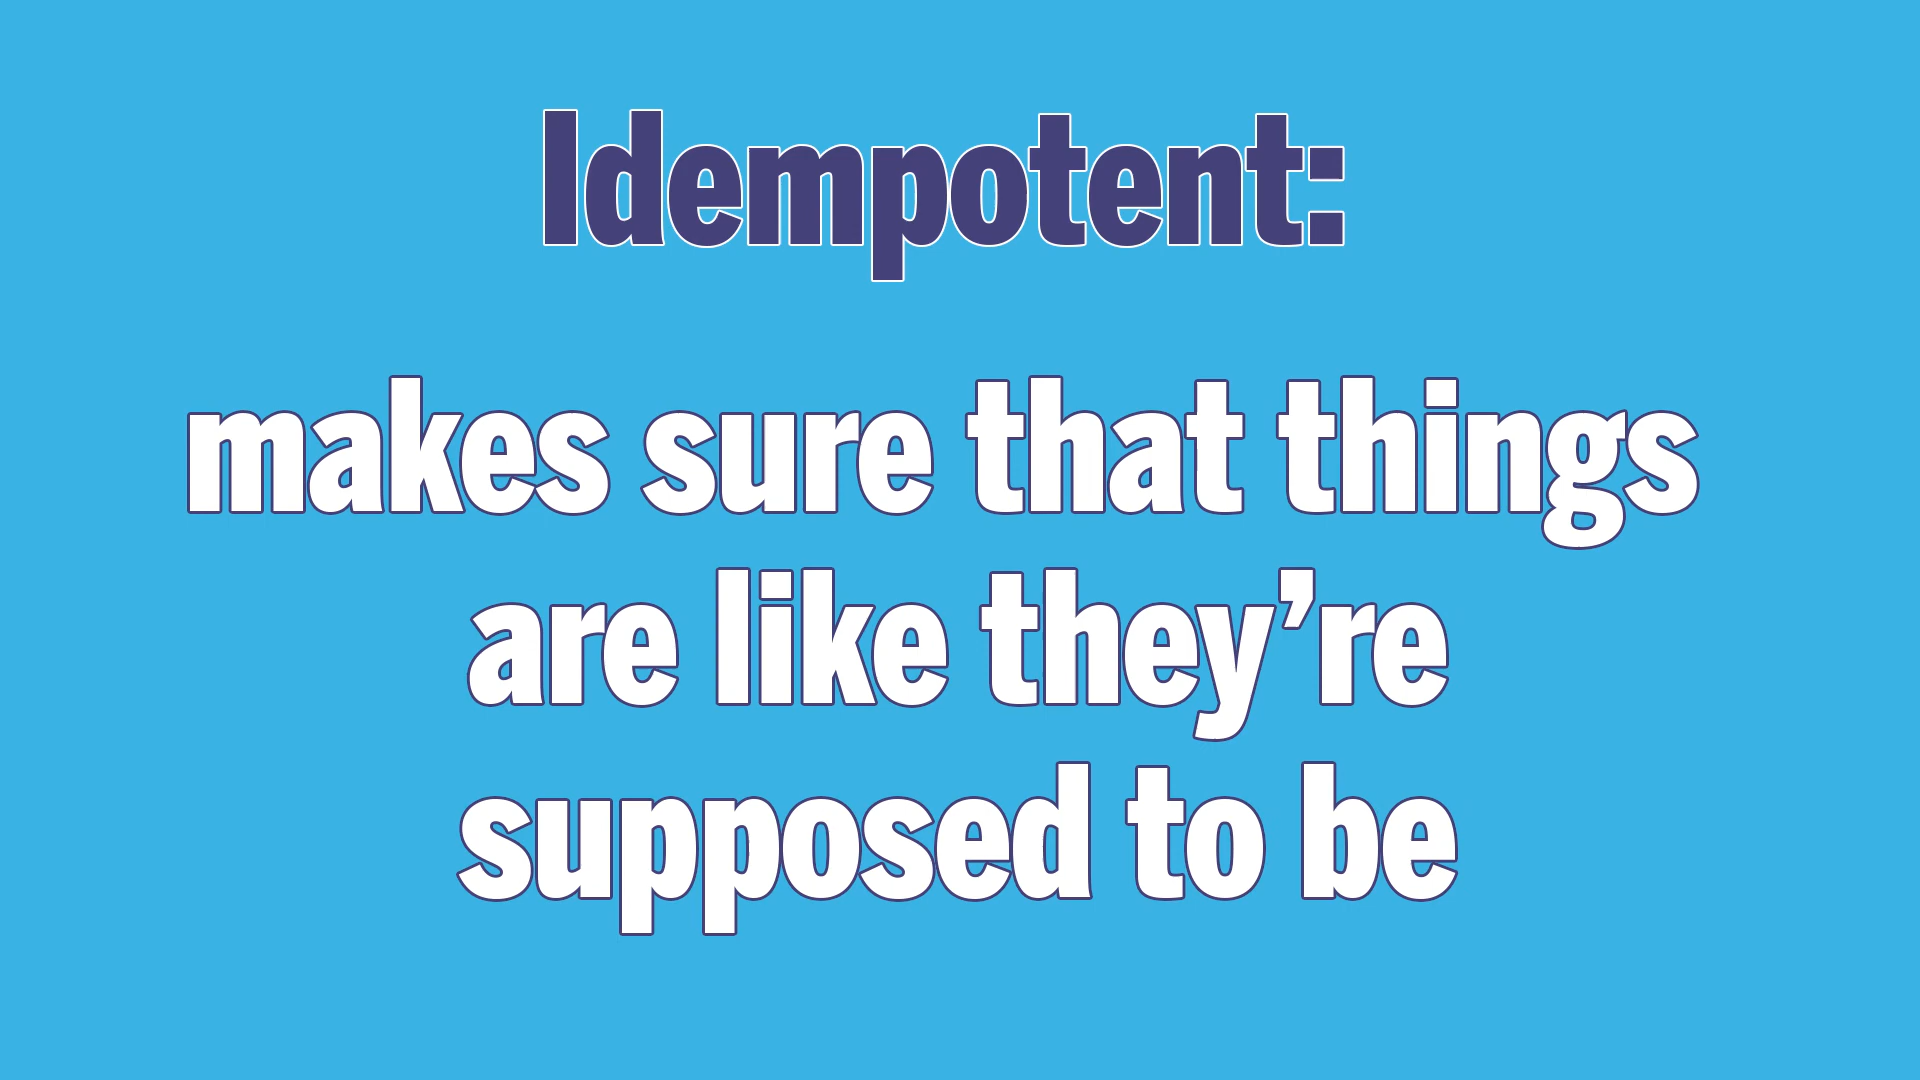 Idempotent:
makes sure that things
are like they’re
supposed to be